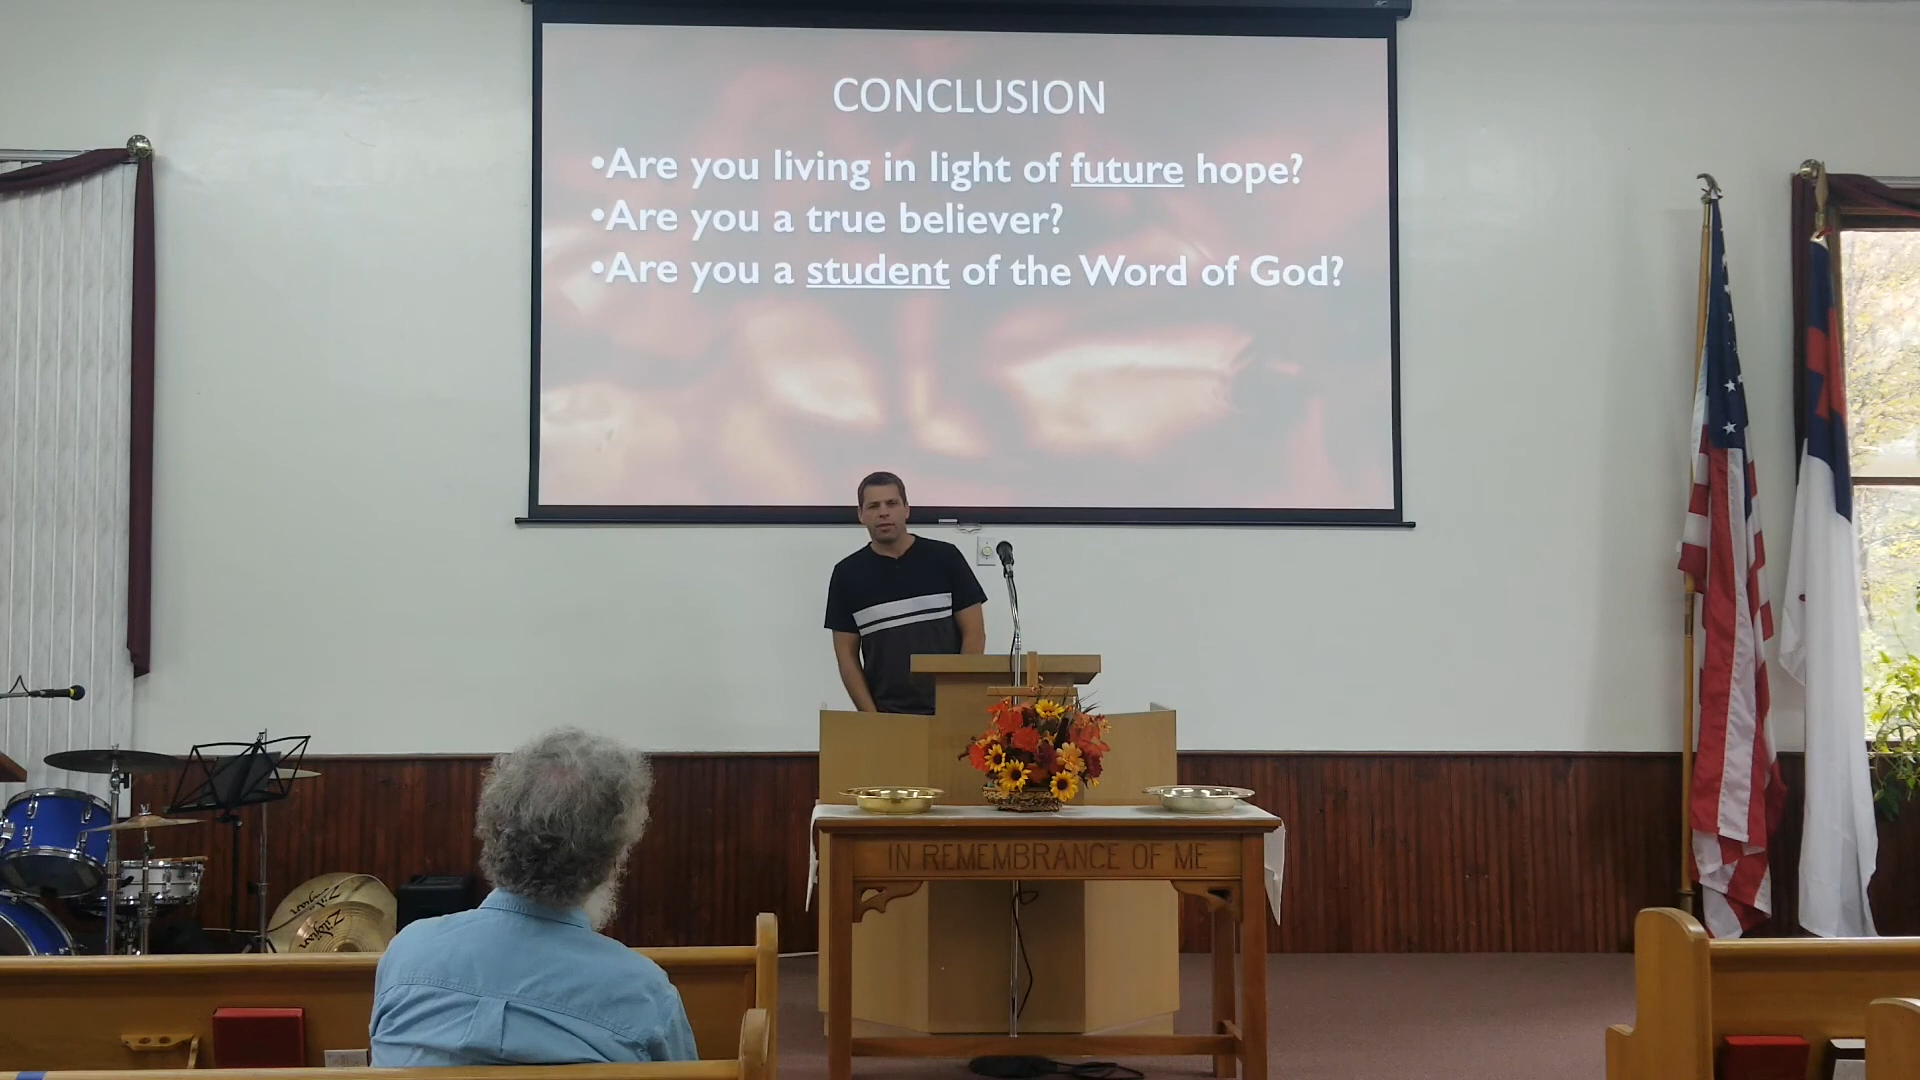 CONCLUSION
•Are you living in light of future hope?
•Are you a true believer?
•Are you a student of the Word of God?
IN REMEMBRANCE OF ME
Zildjian
Zildjian